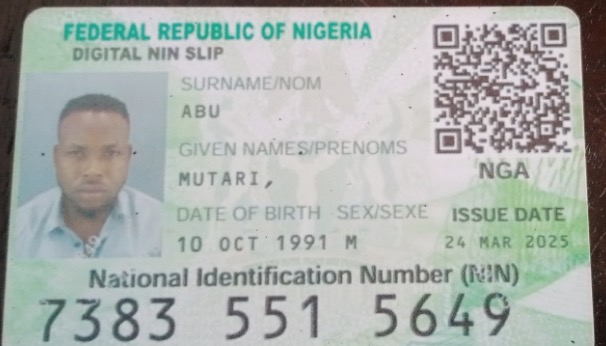 FEDERAL REPUBLIC OF NIGERIA
DIGITAL NIN SLIP
SURNAME/NOM
ABU
GIVEN NAMES/PRENOMS
MUTARI,
NGA
DATE OF BIRTH SEX/SEXE ISSUE DATE
10 OCT 1991 M 24 MAR 2025
National Identification Number (NIN)
7383 551 5649